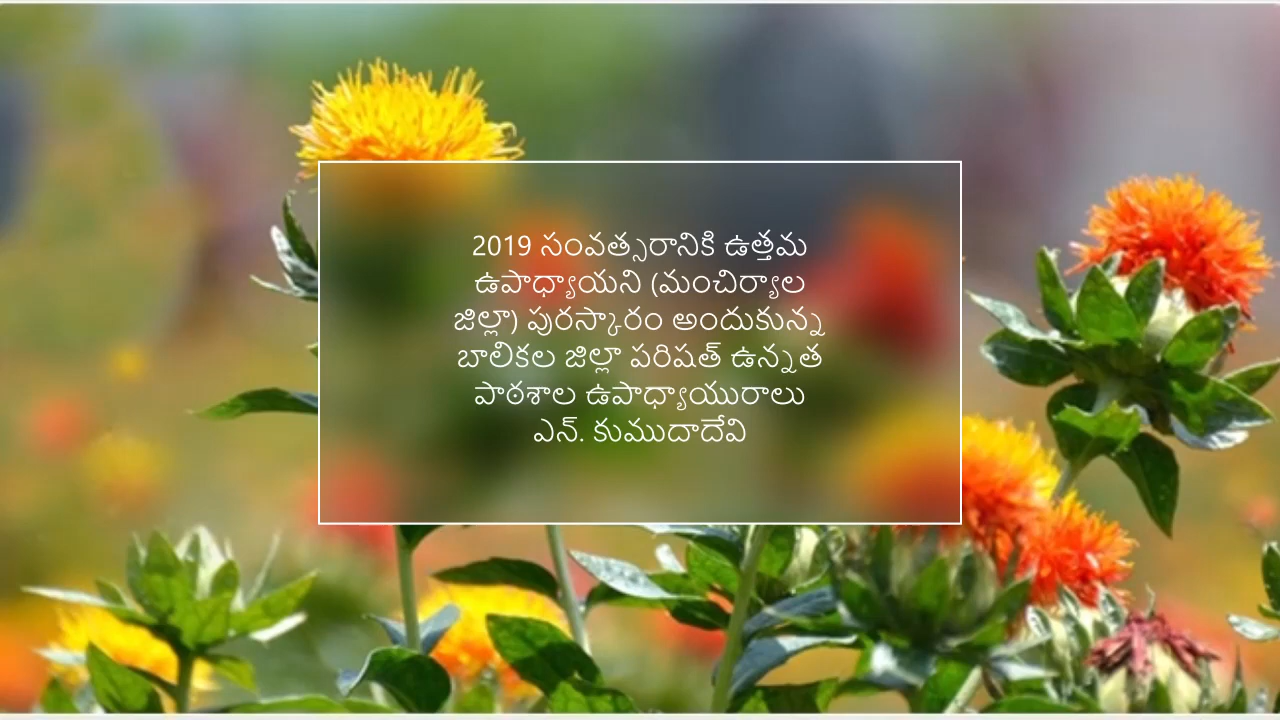 2019 సంవత్సరానికి ఉత్తమ
ఉపాధ్యాయని (మంచిర్యాల
జిల్లా) పురస్కారం అందుకున్న
బాలికల జిల్లా పరిషత్ ఉన్నత
పాఠశాల ఉపాధ్యాయురాలు
ఎన్. కుముదాదేవి